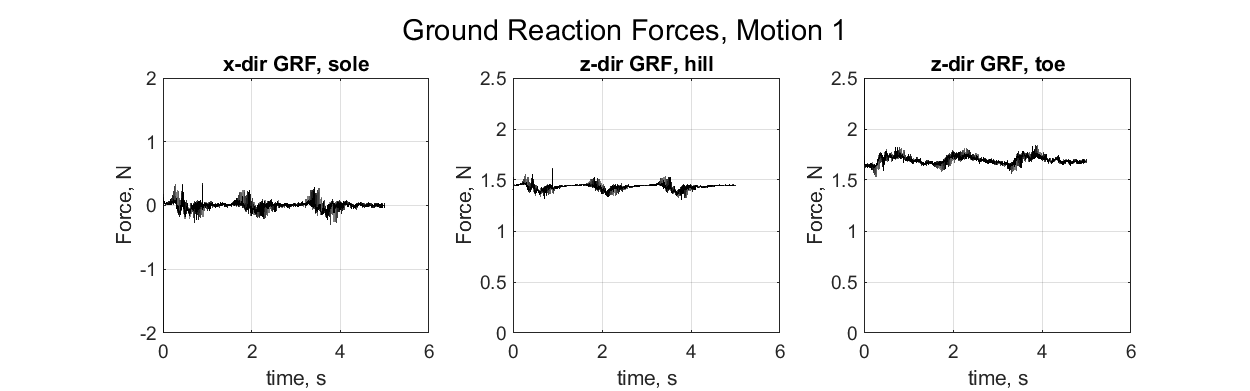 Ground Reaction Forces, Motion 1
x-dir GRF, sole
2
1
0
-1
-2
Force, N
0 2 4 6
time, s
z-dir GRF, hill
2.5
2
1.5
1
0.5
0
Force, N
0 2 4 6
time, s
z-dir GRF, toe
2.5
2
1.5
1
0.5
0
Force, N
0 2 4 6
time, s